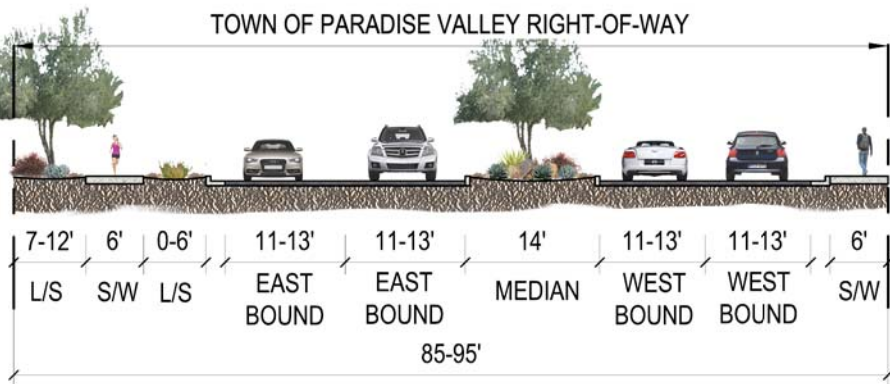 TOWN OF PARADISE VALLEY RIGHT-OF-WAY
7-12' 6' 0-6' 11-13' 11-13' 14' 11-13' 11-13' 6'
L/S S/W L/S EAST BOUND EAST BOUND MEDIAN WEST BOUND WEST BOUND S/W
85-95'